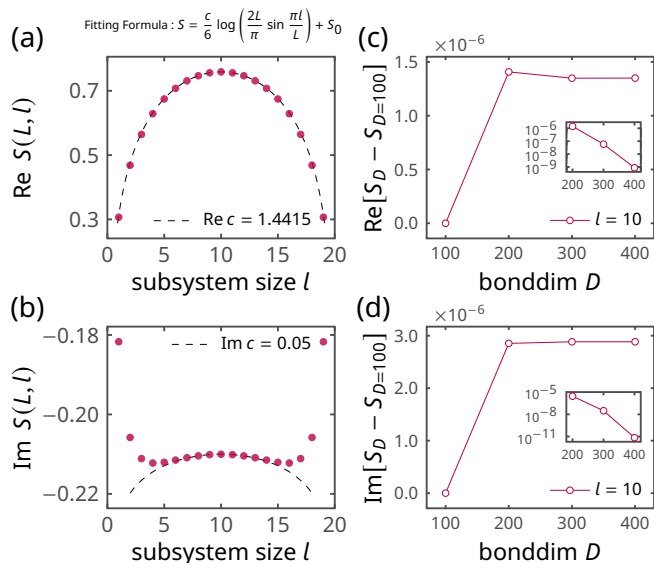 Fitting Formula : S = c/6 log (2L/π sin πl/L) + S₀
(a)
Re S(L, l)
0.7
0.5
0.3
Re c = 1.4415
0 5 10 15 20
subsystem size l
(c)
×10⁻⁶
Re[S_D − S_{D=100}]
1.5
1.0
0.5
0.0
10⁻⁶
10⁻⁷
10⁻⁸
10⁻⁹
200 300 400
l = 10
100 200 300 400
bonddim D
(b)
Im S(L, l)
−0.18
−0.20
−0.22
Im c = 0.05
0 5 10 15 20
subsystem size l
(d)
×10⁻⁶
Im[S_D − S_{D=100}]
3.0
2.0
1.0
0.0
10⁻⁵
10⁻⁸
10⁻¹¹
200 300 400
l = 10
100 200 300 400
bonddim D